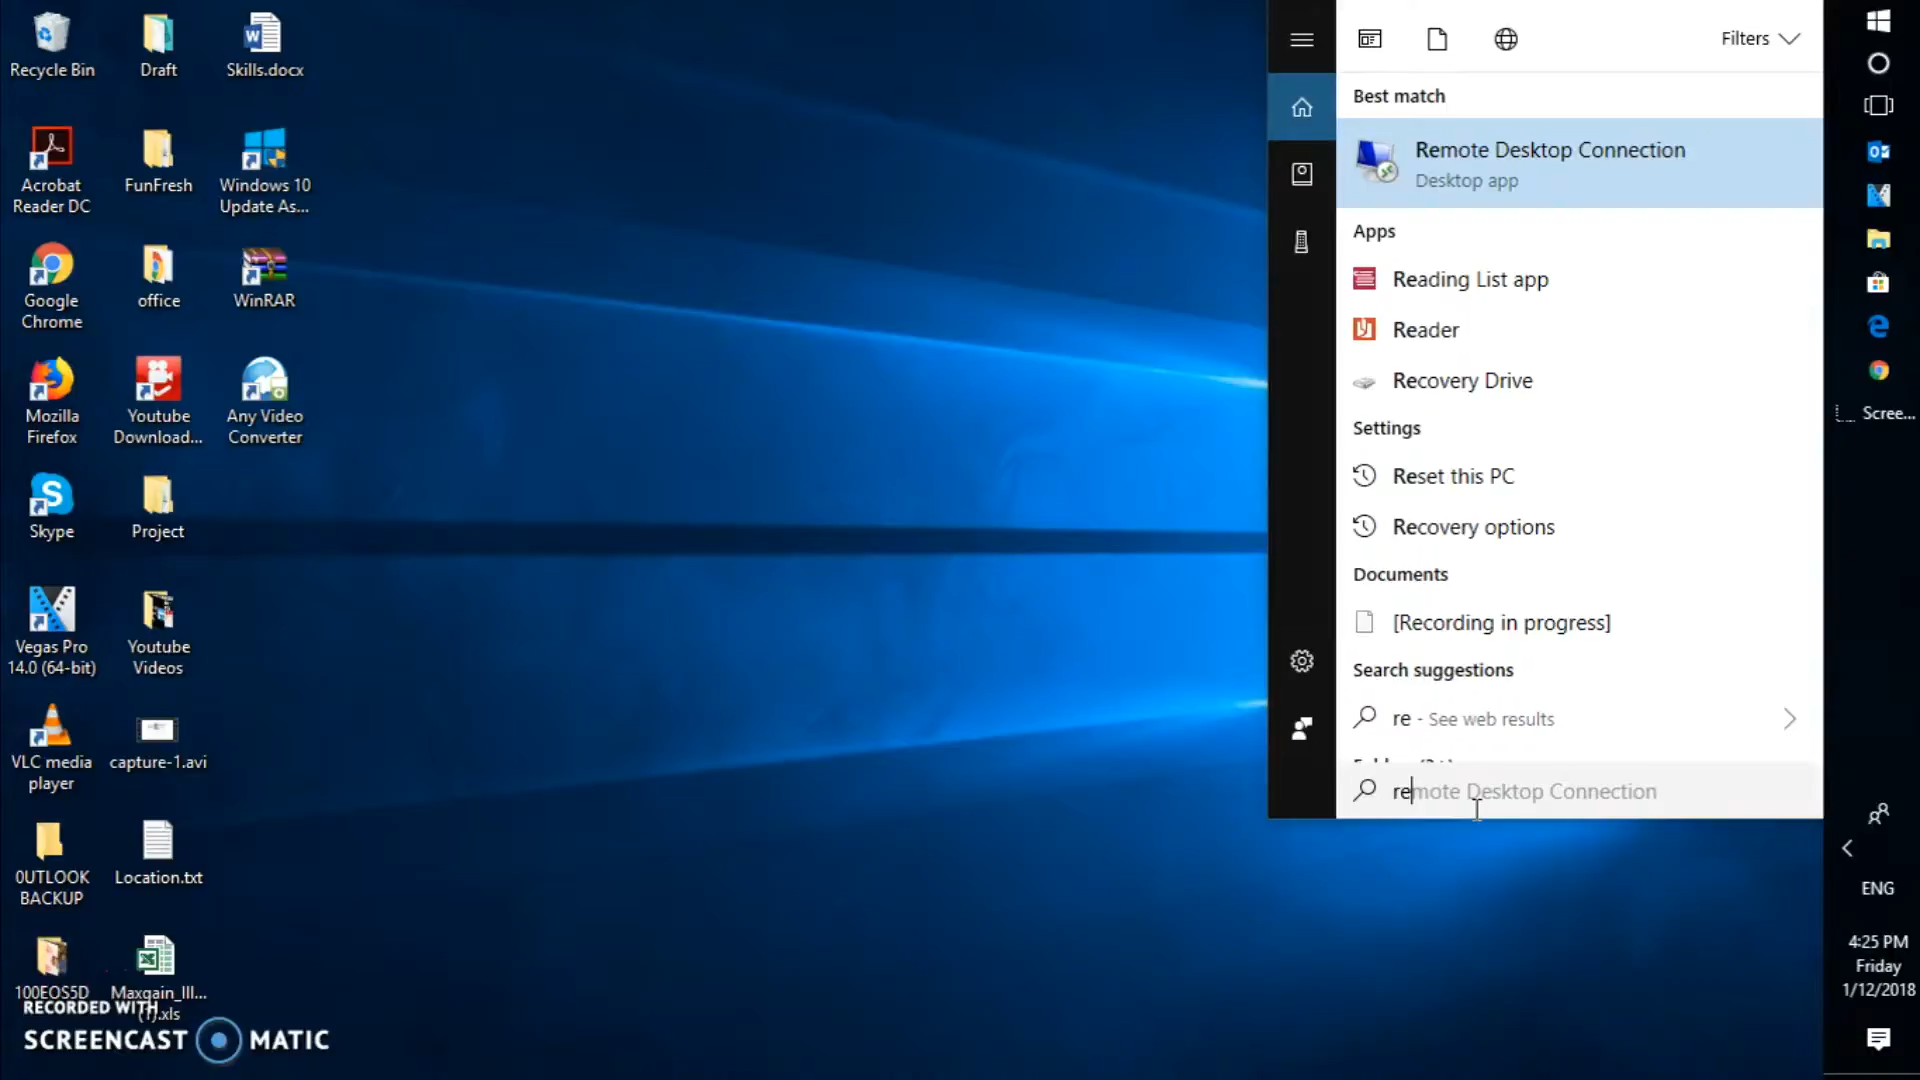 Recycle Bin
Draft
Skills.docx
Acrobat
Reader DC
FunFresh
Windows 10
Update As...
Google
Chrome
office
WinRAR
Mozilla
Firefox
Youtube
Download...
Any Video
Converter
Skype
Project
Vegas Pro
14.0 (64-bit)
Youtube
Videos
VLC media
player
capture-1.avi
OUTLOOK
BACKUP
Location.txt
100EOS5D
Maxgain_III...
(1).xls
RECORDED WITH
SCREENCAST MATIC
Filters
Best match
Remote Desktop Connection
Desktop app
Apps
Reading List app
Reader
Recovery Drive
Settings
Reset this PC
Recovery options
Documents
[Recording in progress]
Search suggestions
re - See web results
remote Desktop Connection
Scree...
ENG
4:25 PM
Friday
1/12/2018